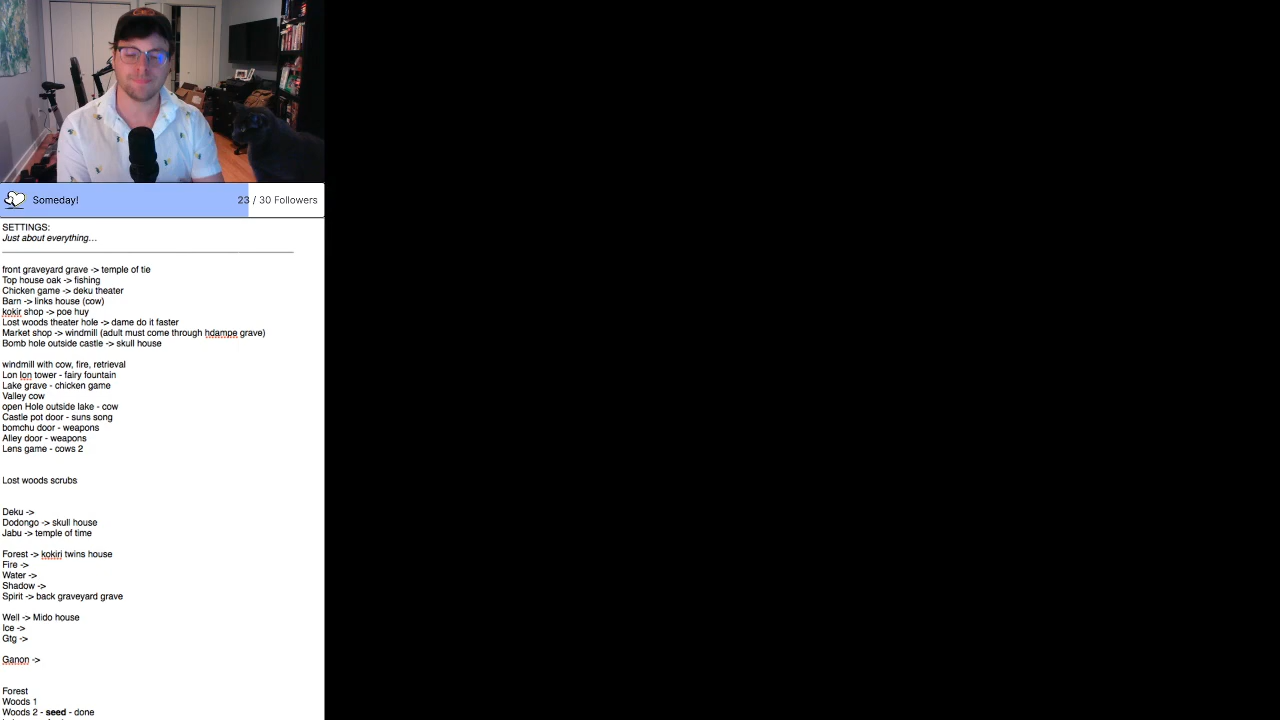 Someday!
23 / 30 Followers
SETTINGS:
Just about everything...
front graveyard grave -> temple of tie
Top house oak -> fishing
Chicken game -> deku theater
Barn -> links house (cow)
kokir shop -> poe huy
Lost woods theater hole -> dame do it faster
Market shop -> windmill (adult must come through hdampe grave)
Bomb hole outside castle -> skull house
windmill with cow, fire, retrieval
Lon lon tower - fairy fountain
Lake grave - chicken game
Valley cow
open Hole outside lake - cow
Castle pot door - suns song
bomchu door - weapons
Alley door - weapons
Lens game - cows 2
Lost woods scrubs
Deku ->
Dodongo -> skull house
Jabu -> temple of time
Forest -> kokiri twins house
Fire ->
Water ->
Shadow ->
Spirit -> back graveyard grave
Well -> Mido house
Ice ->
Gtg ->
Ganon ->
Forest
Woods 1
Woods 2 - seed - done